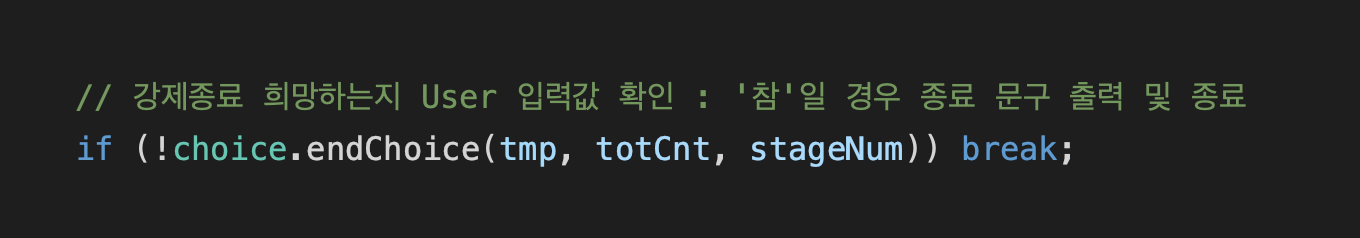 // 강제종료 희망하는지 User 입력값 확인 : '참'일 경우 종료 문구 출력 및 종료
if (!choice.endChoice(tmp, totCnt, stageNum)) break;